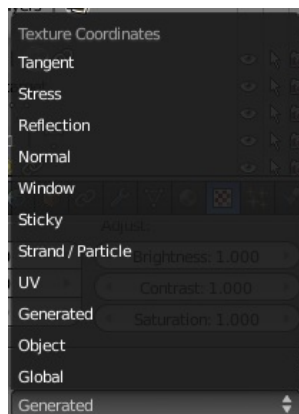 Texture Coordinates
Tangent
Stress
Reflection
Normal
Window
Sticky
Adjust:
Strand / Particle
Brightness: 1.000
UV
Contrast: 1.000
Generated
Saturation: 1.000
Object
Global
Generated